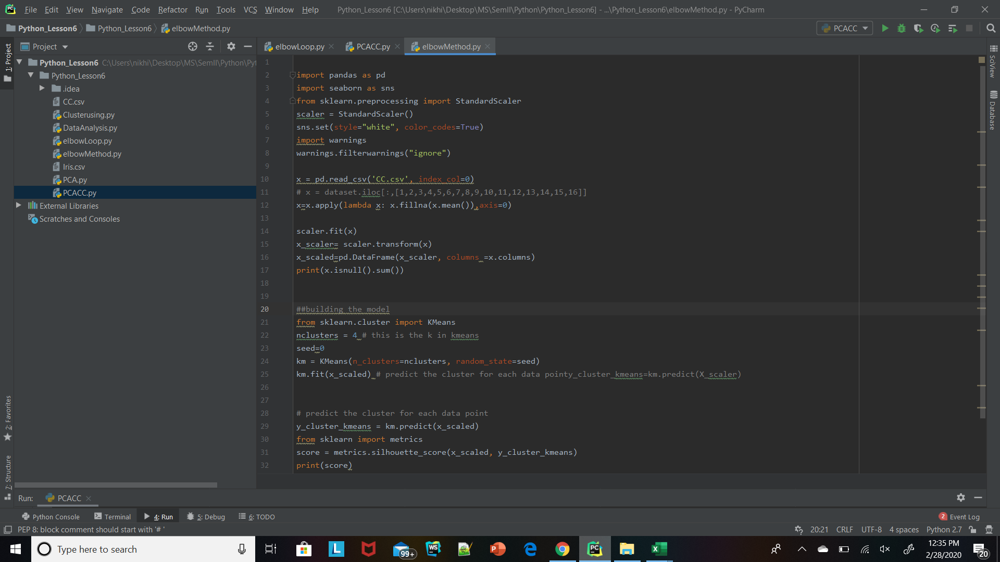 File Edit View Navigate Code Refactor Run Tools VCS Window Help Python_Lesson6 [C:\Users\nikhi\Desktop\MS\SemII\Python\Python_Lesson6] - ...\Python_Lesson6\elbowMethod.py - PyCharm
Python_Lesson6 Python_Lesson6 elbowMethod.py PCACC
Project elbowLoop.py PCACC.py elbowMethod.py
1: Project
Python_Lesson6 C:\Users\nikhi\Desktop\MS\SemII\Python\Pyt
Python_Lesson6
.idea
CC.csv
Clusterusing.py
DataAnalysis.py
elbowLoop.py
elbowMethod.py
Iris.csv
PCA.py
PCACC.py
External Libraries
Scratches and Consoles
2: Favorites
7: Structure
1
2 import pandas as pd
3 import seaborn as sns
4 from sklearn.preprocessing import StandardScaler
5 scaler = StandardScaler()
6 sns.set(style="white", color_codes=True)
7 import warnings
8 warnings.filterwarnings("ignore")
9
10 x = pd.read_csv('CC.csv', index_col=0)
11 # x = dataset.iloc[:,[1,2,3,4,5,6,7,8,9,10,11,12,13,14,15,16]]
12 x=x.apply(lambda x: x.fillna(x.mean()),axis=0)
13
14 scaler.fit(x)
15 x_scaler= scaler.transform(x)
16 x_scaled=pd.DataFrame(x_scaler, columns =x.columns)
17 print(x.isnull().sum())
18
19
20 ##building the model
21 from sklearn.cluster import KMeans
22 nclusters = 4 # this is the k in kmeans
23 seed=0
24 km = KMeans(n_clusters=nclusters, random_state=seed)
25 km.fit(x_scaled) # predict the cluster for each data pointy_cluster_kmeans=km.predict(X_scaler)
26
27
28 # predict the cluster for each data point
29 y_cluster_kmeans = km.predict(x_scaled)
30 from sklearn import metrics
31 score = metrics.silhouette_score(x_scaled, y_cluster_kmeans)
32 print(score)
SciView
Database
Run: PCACC
Python Console Terminal 4: Run 5: Debug 6: TODO 2 Event Log
PEP 8: block comment should start with '# ' 20:21 CRLF UTF-8 4 spaces Python 2.7
Type here to search 99+ 12:35 PM
2/28/2020 20